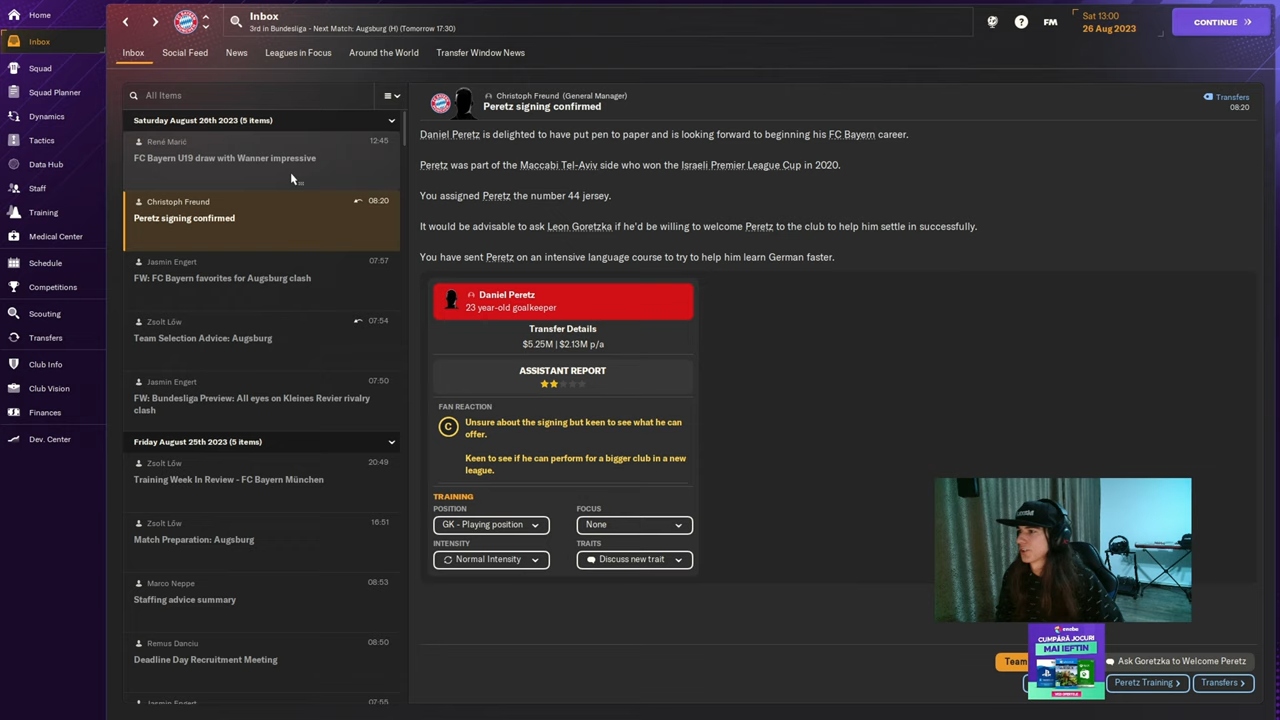 Home
Inbox
Squad
Squad Planner
Dynamics
Tactics
Data Hub
Staff
Training
Medical Center
Schedule
Competitions
Scouting
Transfers
Club Info
Club Vision
Finances
Dev. Center
Inbox
3rd in Bundesliga - Next Match: Augsburg (H) (Tomorrow 17:30)
FM
Sat 13:00
26 Aug 2023
CONTINUE
Inbox
Social Feed
News
Leagues in Focus
Around the World
Transfer Window News
All Items
Saturday August 26th 2023 (5 items)
René Marić 12:45
FC Bayern U19 draw with Wanner impressive
Christoph Freund 08:20
Peretz signing confirmed
Jasmin Engert 07:57
FW: FC Bayern favorites for Augsburg clash
Zsolt Lőw 07:54
Team Selection Advice: Augsburg
Jasmin Engert 07:50
FW: Bundesliga Preview: All eyes on Kleines Revier rivalry
clash
Friday August 25th 2023 (5 items)
Zsolt Lőw 20:49
Training Week In Review - FC Bayern München
Zsolt Lőw 16:51
Match Preparation: Augsburg
Marco Neppe 08:53
Staffing advice summary
Remus Danciu 08:50
Deadline Day Recruitment Meeting
Jasmin Engert 07:55
Christoph Freund (General Manager)
Peretz signing confirmed
Transfers
08:20
Daniel Peretz is delighted to have put pen to paper and is looking forward to beginning his FC Bayern career.
Peretz was part of the Maccabi Tel-Aviv side who won the Israeli Premier League Cup in 2020.
You assigned Peretz the number 44 jersey.
It would be advisable to ask Leon Goretzka if he'd be willing to welcome Peretz to the club to help him settle in successfully.
You have sent Peretz on an intensive language course to try to help him learn German faster.
Daniel Peretz
23 year-old goalkeeper
Transfer Details
$5.25M | $2.13M p/a
ASSISTANT REPORT
FAN REACTION
C
Unsure about the signing but keen to see what he can
offer.
Keen to see if he can perform for a bigger club in a new
league.
TRAINING
POSITION
FOCUS
GK - Playing position
None
INTENSITY
TRAITS
Normal Intensity
Discuss new trait
eneba
CUMPĂRĂ JOCURI
MAI IEFTIN
Team
Ask Goretzka to Welcome Peretz
Peretz Training
Transfers